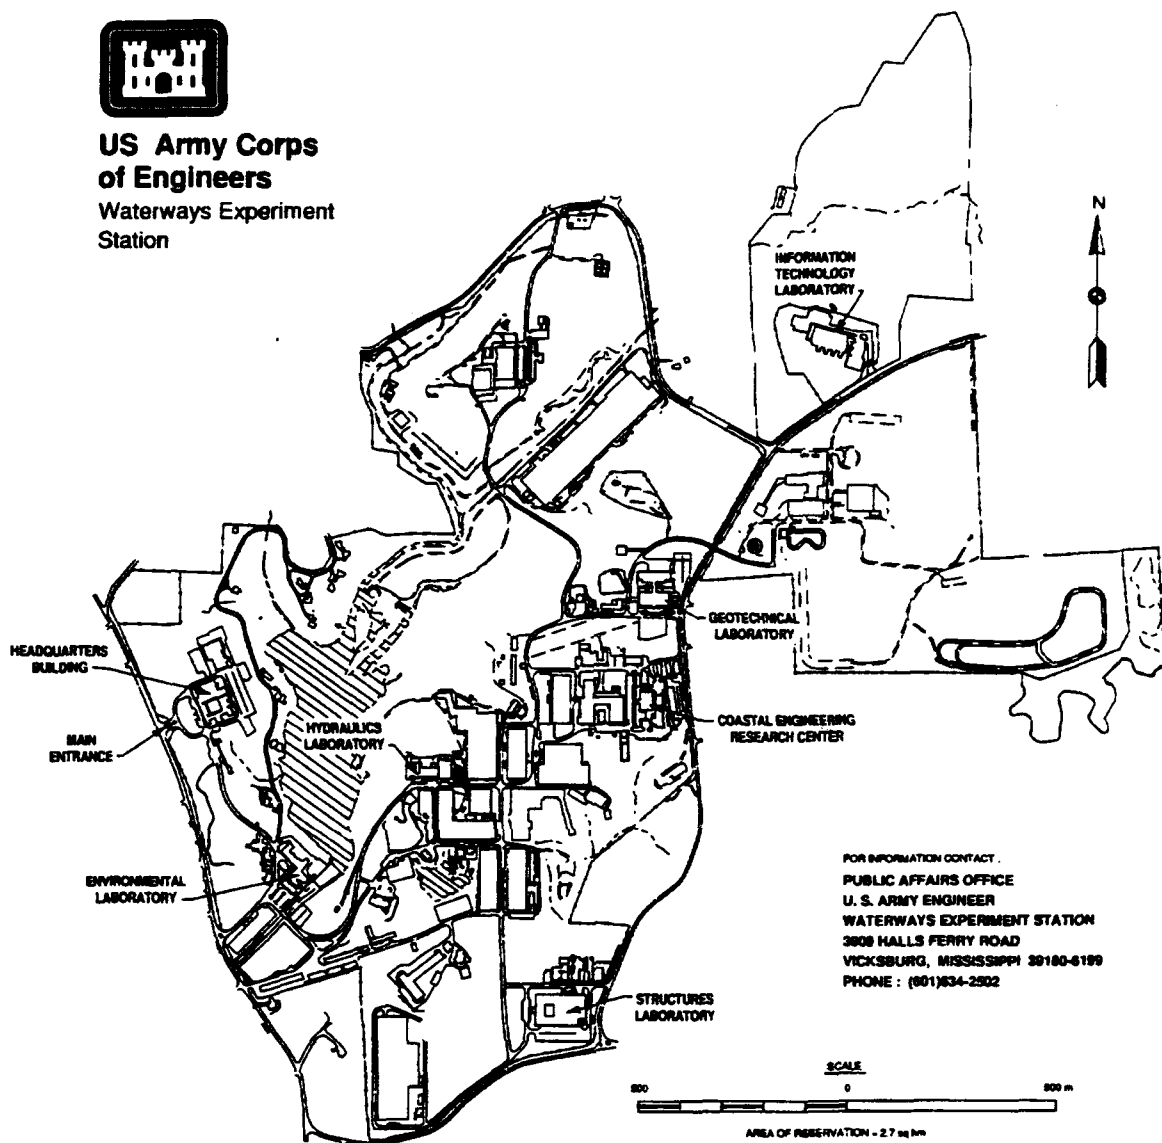 US Army Corps
of Engineers
Waterways Experiment
Station
N
INFORMATION
TECHNOLOGY
LABORATORY
GEOTECHNICAL
LABORATORY
HEADQUARTERS
BUILDING
MAIN
ENTRANCE
HYDRAULICS
LABORATORY
COASTAL ENGINEERING
RESEARCH CENTER
ENVIRONMENTAL
LABORATORY
STRUCTURES
LABORATORY
FOR INFORMATION CONTACT
PUBLIC AFFAIRS OFFICE
U. S. ARMY ENGINEER
WATERWAYS EXPERIMENT STATION
3909 HALLS FERRY ROAD
VICKSBURG, MISSISSIPPI 39180-6199
PHONE : (601)634-2502
SCALE
500 0 500 m
AREA OF RESERVATION - 2.7 sq km